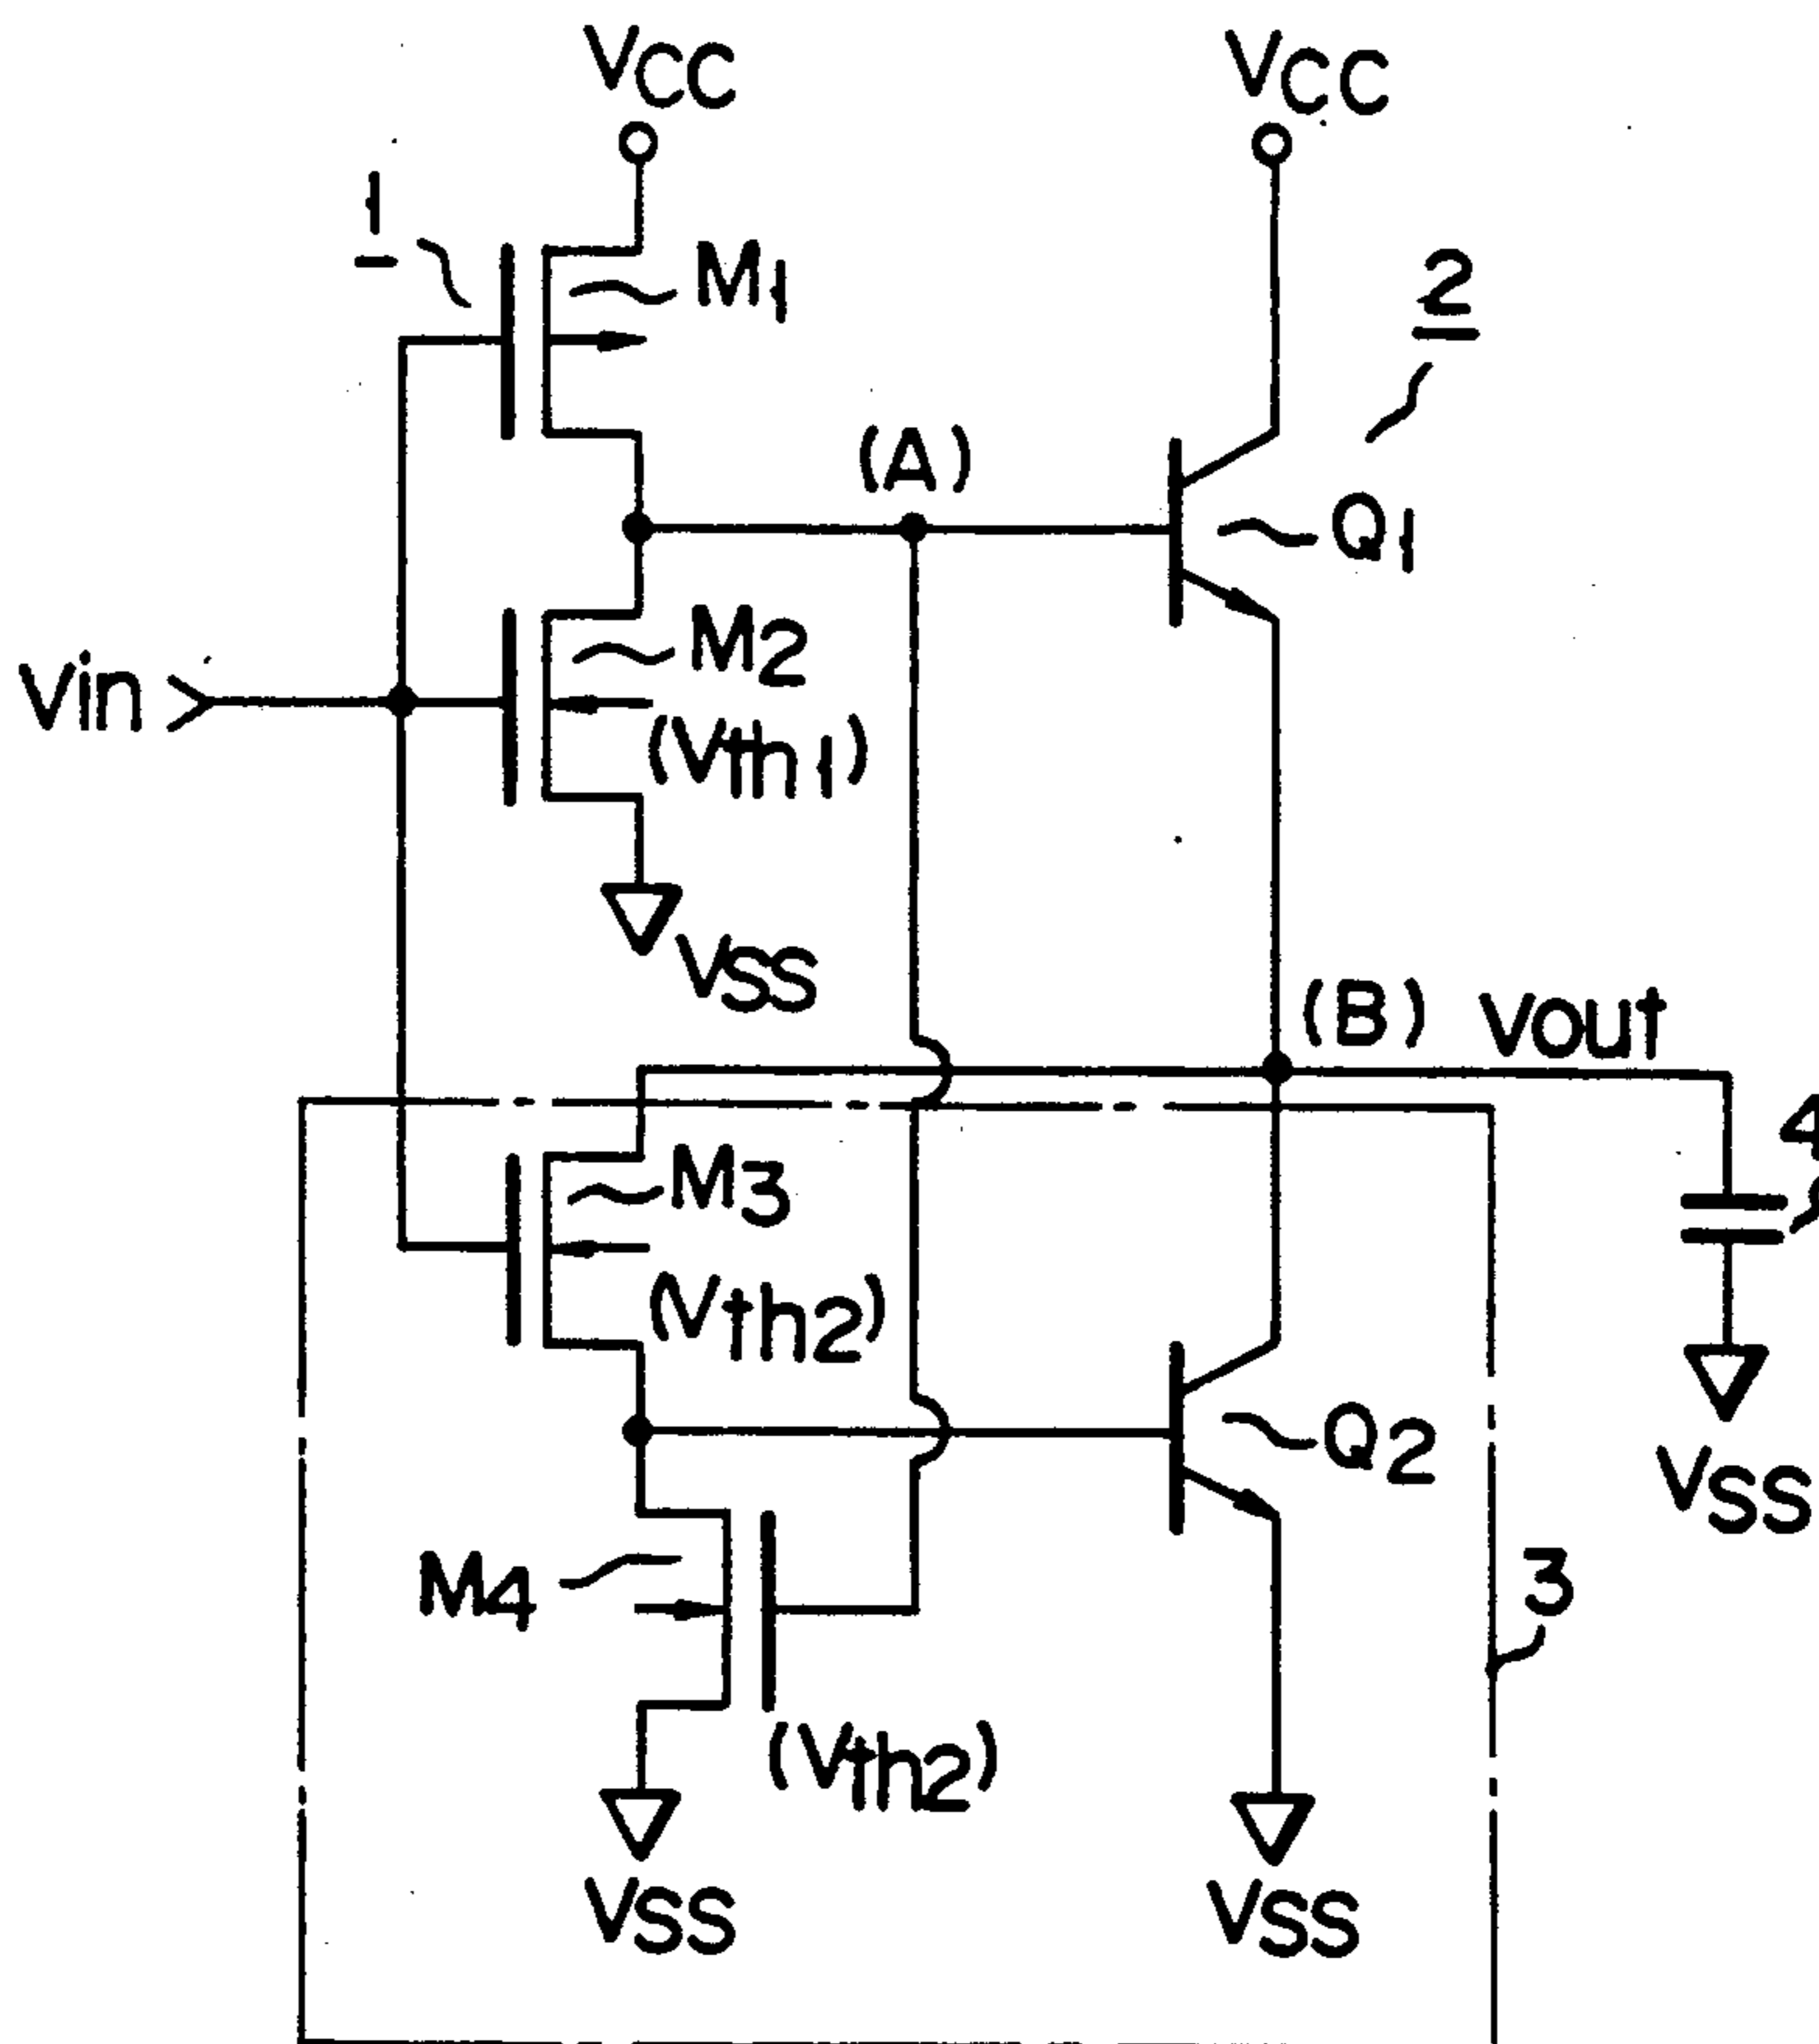 VCC
VCC
1
M1
2
(A)
Q1
M2
Vin
(Vth1)
VSS
(B) Vout
4
M3
(Vth2)
Q2
VSS
M4
3
(Vth2)
VSS
VSS